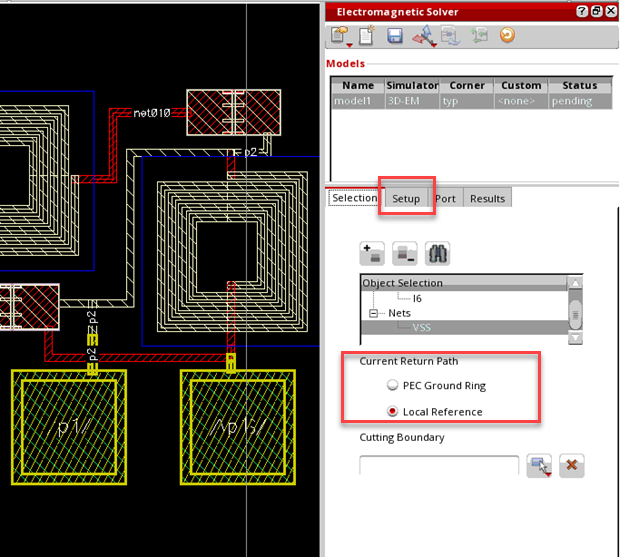 Electromagnetic Solver
Models
Name Simulator Corner Custom Status
model1 3D-EM typ <none> pending
Selection Setup Port Results
Object Selection
I6
Nets
VSS
Current Return Path
PEC Ground Ring
Local Reference
Cutting Boundary
net010
p2
p2
p2
/p1/